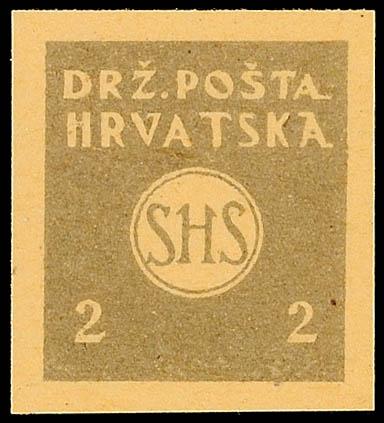 DRŽ. POŠTA
HRVATSKA
SHS
2 2